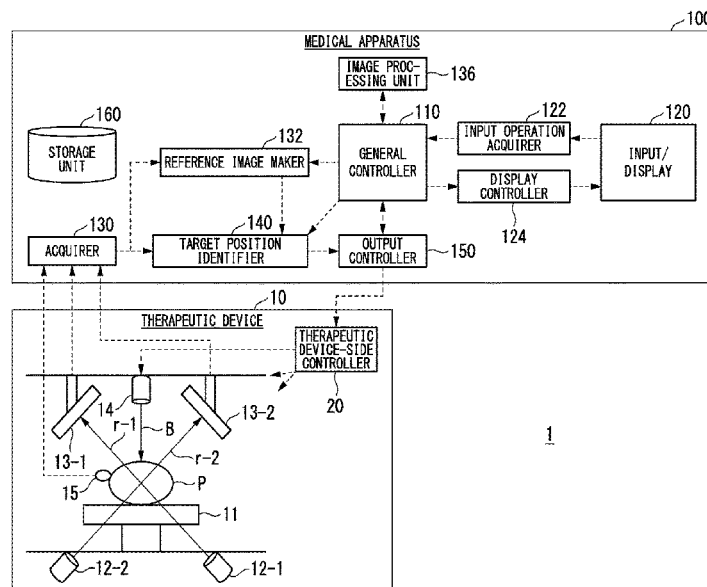 100
MEDICAL APPARATUS
IMAGE PROC-
ESSING UNIT
136
160
STORAGE
UNIT
132
REFERENCE IMAGE MAKER
110
GENERAL
CONTROLLER
122
INPUT OPERATION
ACQUIRER
120
INPUT/
DISPLAY
DISPLAY
CONTROLLER
124
130
ACQUIRER
140
TARGET POSITION
IDENTIFIER
OUTPUT
CONTROLLER
150
10
THERAPEUTIC DEVICE
THERAPEUTIC
DEVICE-SIDE
CONTROLLER
20
14
13-2
13-1
r-1
B
r-2
15
P
11
12-2
12-1
1